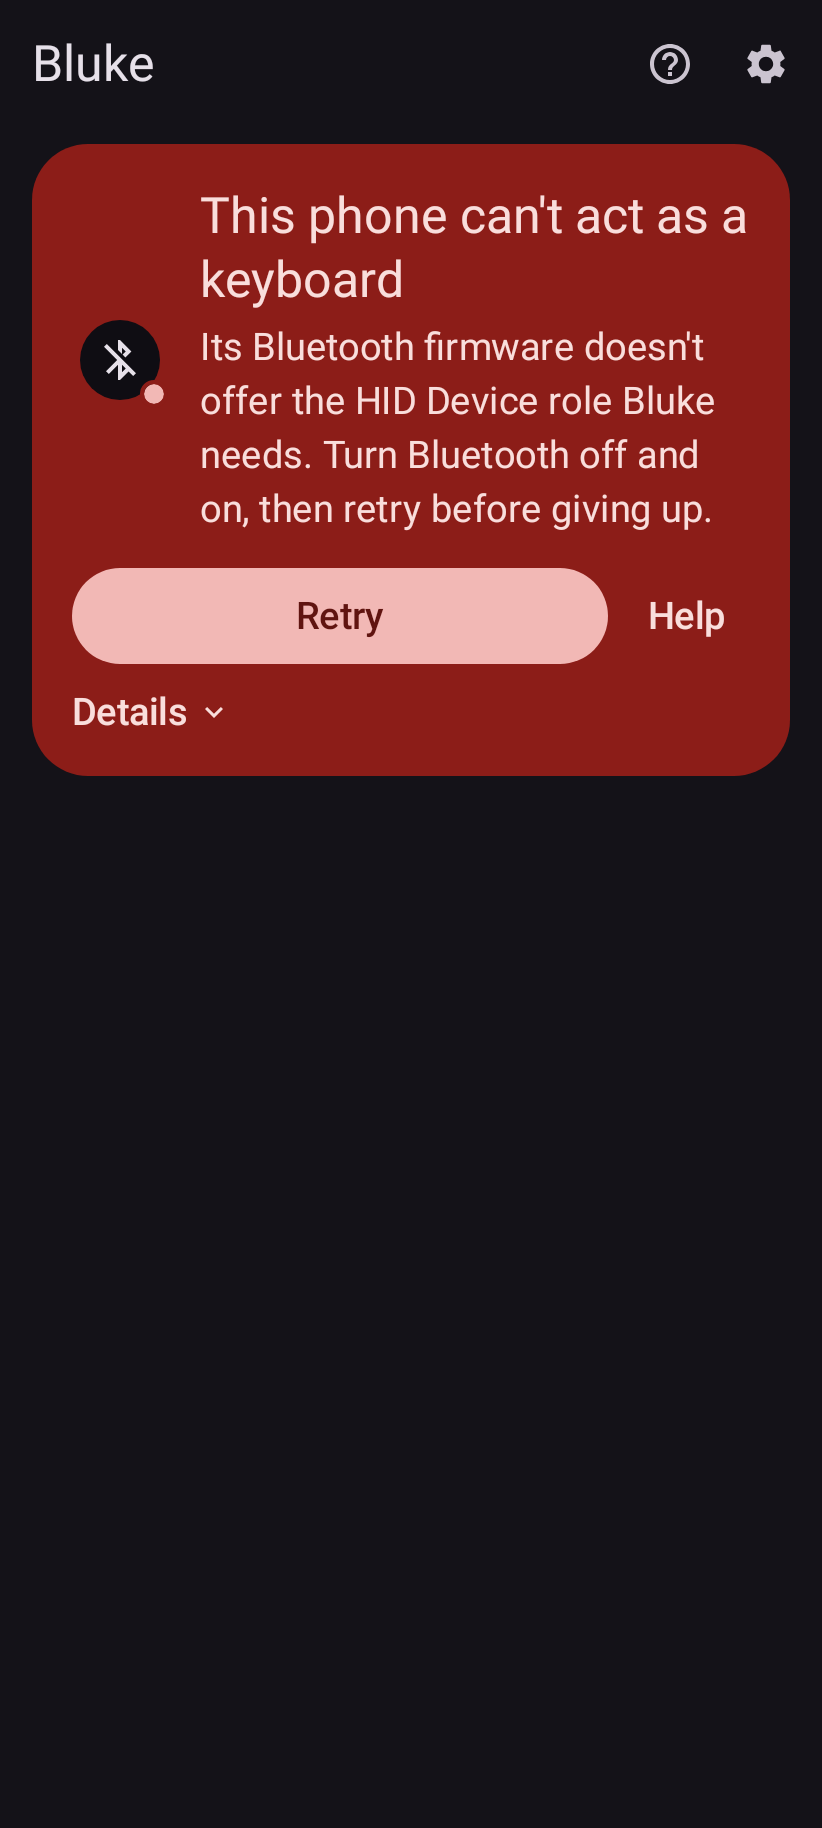 Bluke
This phone can't act as a
keyboard
Its Bluetooth firmware doesn't
offer the HID Device role Bluke
needs. Turn Bluetooth off and
on, then retry before giving up.
Retry
Help
Details